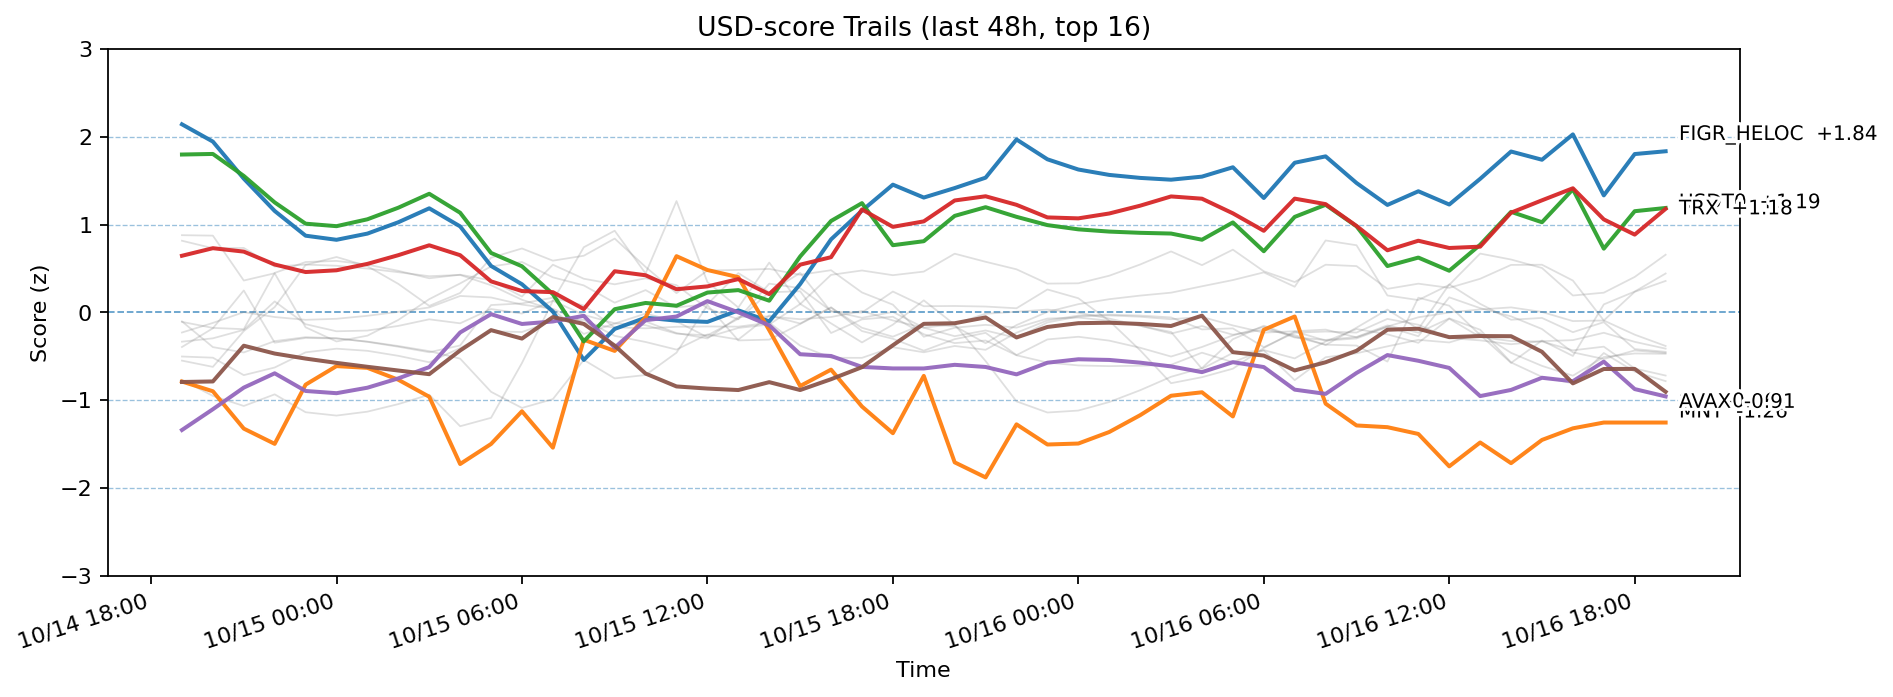 USD-score Trails (last 48h, top 16)
Score (z)
3
2
1
0
−1
−2
−3
FIGR_HELOC +1.84
TRX +1.18
AVAX
10/14 18:00
10/15 00:00
10/15 06:00
10/15 12:00
10/15 18:00
10/16 00:00
10/16 06:00
10/16 12:00
10/16 18:00
Time